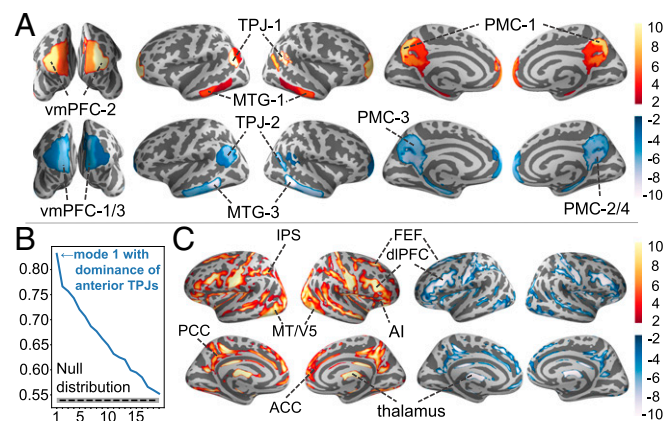 A
TPJ-1
PMC-1
vmPFC-2
MTG-1
10
8
6
4
2
TPJ-2
PMC-3
vmPFC-1/3
MTG-3
PMC-2/4
-2
-4
-6
-8
-10
B
←mode 1 with
dominance of
anterior TPJs
0.80
0.75
0.70
0.65
0.60
0.55
Null
distribution
1 5 10 15
C
IPS
FEF
dlPFC
MT/V5
AI
PCC
ACC
thalamus
10
8
6
4
2
-2
-4
-6
-8
-10